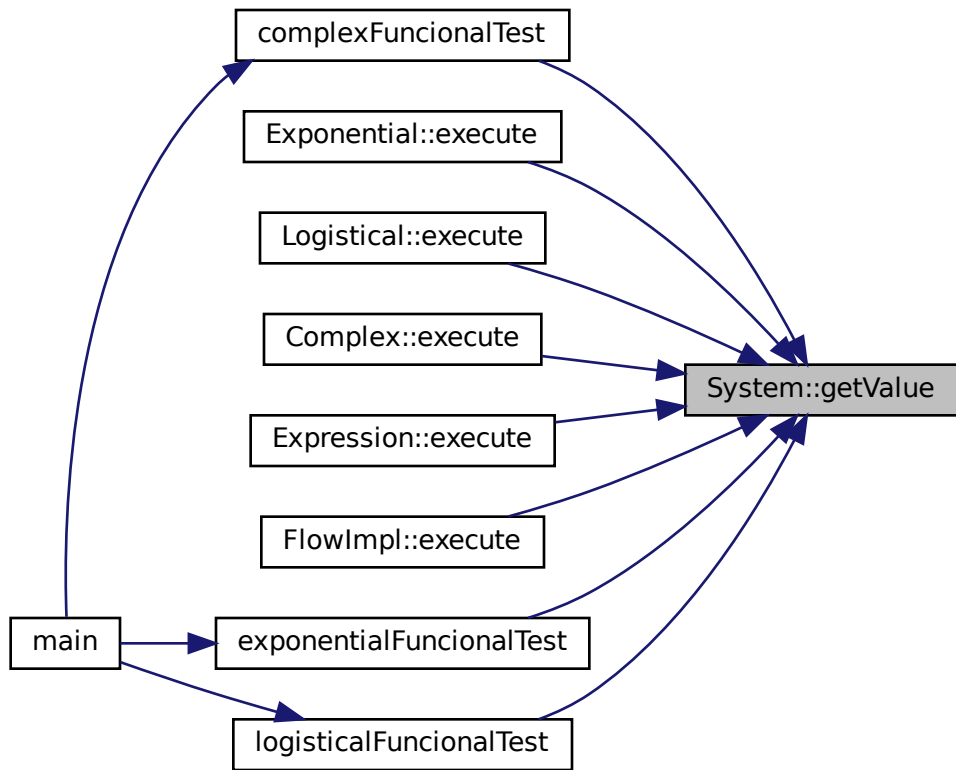 complexFuncionalTest
Exponential::execute
Logistical::execute
Complex::execute
System::getValue
Expression::execute
FlowImpl::execute
main
exponentialFuncionalTest
logisticalFuncionalTest